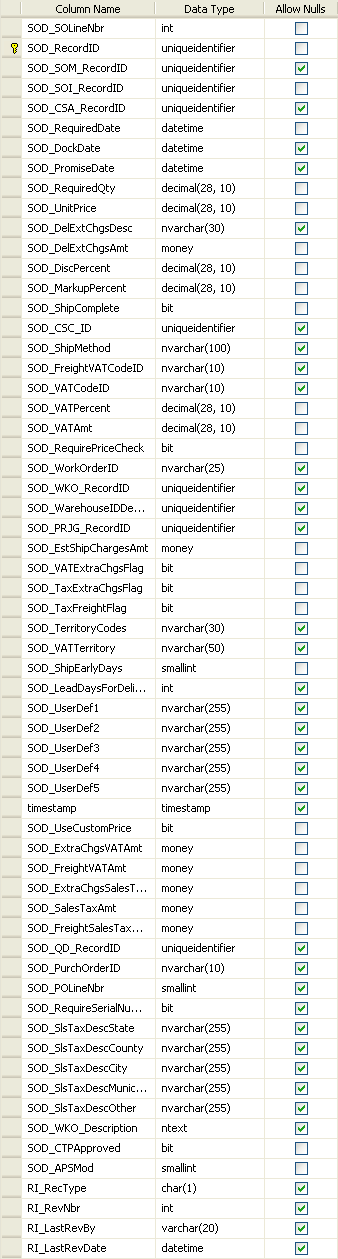 Column Name Data Type Allow Nulls
SOD_SOLineNbr int
SOD_RecordID uniqueidentifier
SOD_SOM_RecordID uniqueidentifier
SOD_SOI_RecordID uniqueidentifier
SOD_CSA_RecordID uniqueidentifier
SOD_RequiredDate datetime
SOD_DockDate datetime
SOD_PromiseDate datetime
SOD_RequiredQty decimal(28, 10)
SOD_UnitPrice decimal(28, 10)
SOD_DelExtChgsDesc nvarchar(30)
SOD_DelExtChgsAmt money
SOD_DiscPercent decimal(28, 10)
SOD_MarkupPercent decimal(28, 10)
SOD_ShipComplete bit
SOD_CSC_ID uniqueidentifier
SOD_ShipMethod nvarchar(100)
SOD_FreightVATCodeID nvarchar(10)
SOD_VATCodeID nvarchar(10)
SOD_VATPercent decimal(28, 10)
SOD_VATAmt decimal(28, 10)
SOD_RequirePriceCheck bit
SOD_WorkOrderID nvarchar(25)
SOD_WKO_RecordID uniqueidentifier
SOD_WarehouseIDDe... uniqueidentifier
SOD_PRJG_RecordID uniqueidentifier
SOD_EstShipChargesAmt money
SOD_VATExtraChgsFlag bit
SOD_TaxExtraChgsFlag bit
SOD_TaxFreightFlag bit
SOD_TerritoryCodes nvarchar(30)
SOD_VATTerritory nvarchar(50)
SOD_ShipEarlyDays smallint
SOD_LeadDaysForDeli... int
SOD_UserDef1 nvarchar(255)
SOD_UserDef2 nvarchar(255)
SOD_UserDef3 nvarchar(255)
SOD_UserDef4 nvarchar(255)
SOD_UserDef5 nvarchar(255)
timestamp timestamp
SOD_UseCustomPrice bit
SOD_ExtraChgsVATAmt money
SOD_FreightVATAmt money
SOD_ExtraChgsSalesT... money
SOD_SalesTaxAmt money
SOD_FreightSalesTax... money
SOD_QD_RecordID uniqueidentifier
SOD_PurchOrderID nvarchar(10)
SOD_POLineNbr smallint
SOD_RequireSerialNu... bit
SOD_SlsTaxDescState nvarchar(255)
SOD_SlsTaxDescCounty nvarchar(255)
SOD_SlsTaxDescCity nvarchar(255)
SOD_SlsTaxDescMunic... nvarchar(255)
SOD_SlsTaxDescOther nvarchar(255)
SOD_WKO_Description ntext
SOD_CTPApproved bit
SOD_APSMod smallint
RI_RecType char(1)
RI_RevNbr int
RI_LastRevBy varchar(20)
RI_LastRevDate datetime